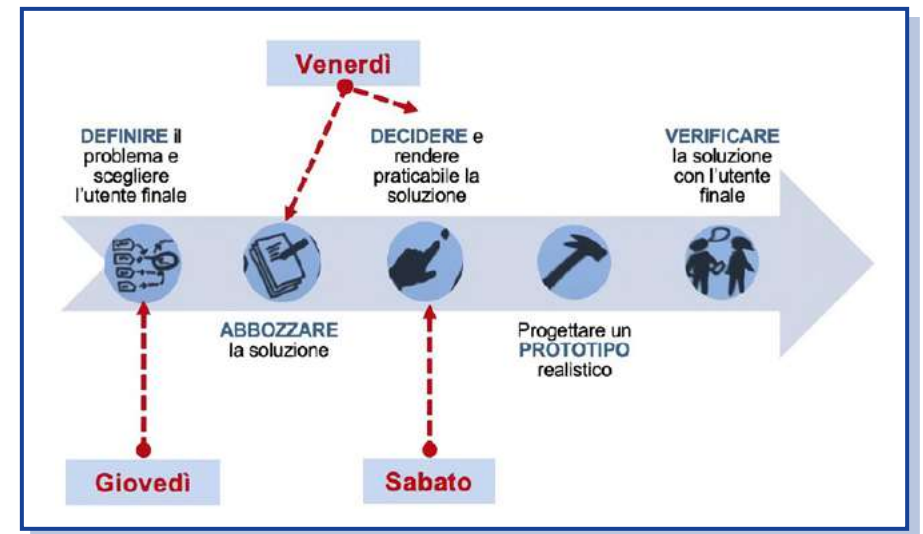 Venerdì
DEFINIRE il
problema e
scegliere
l'utente finale
DECIDERE e
rendere
praticabile la
soluzione
VERIFICARE
la soluzione
con l'utente
finale
ABBOZZARE
la soluzione
Progettare un
PROTOTIPO
realistico
Giovedì
Sabato